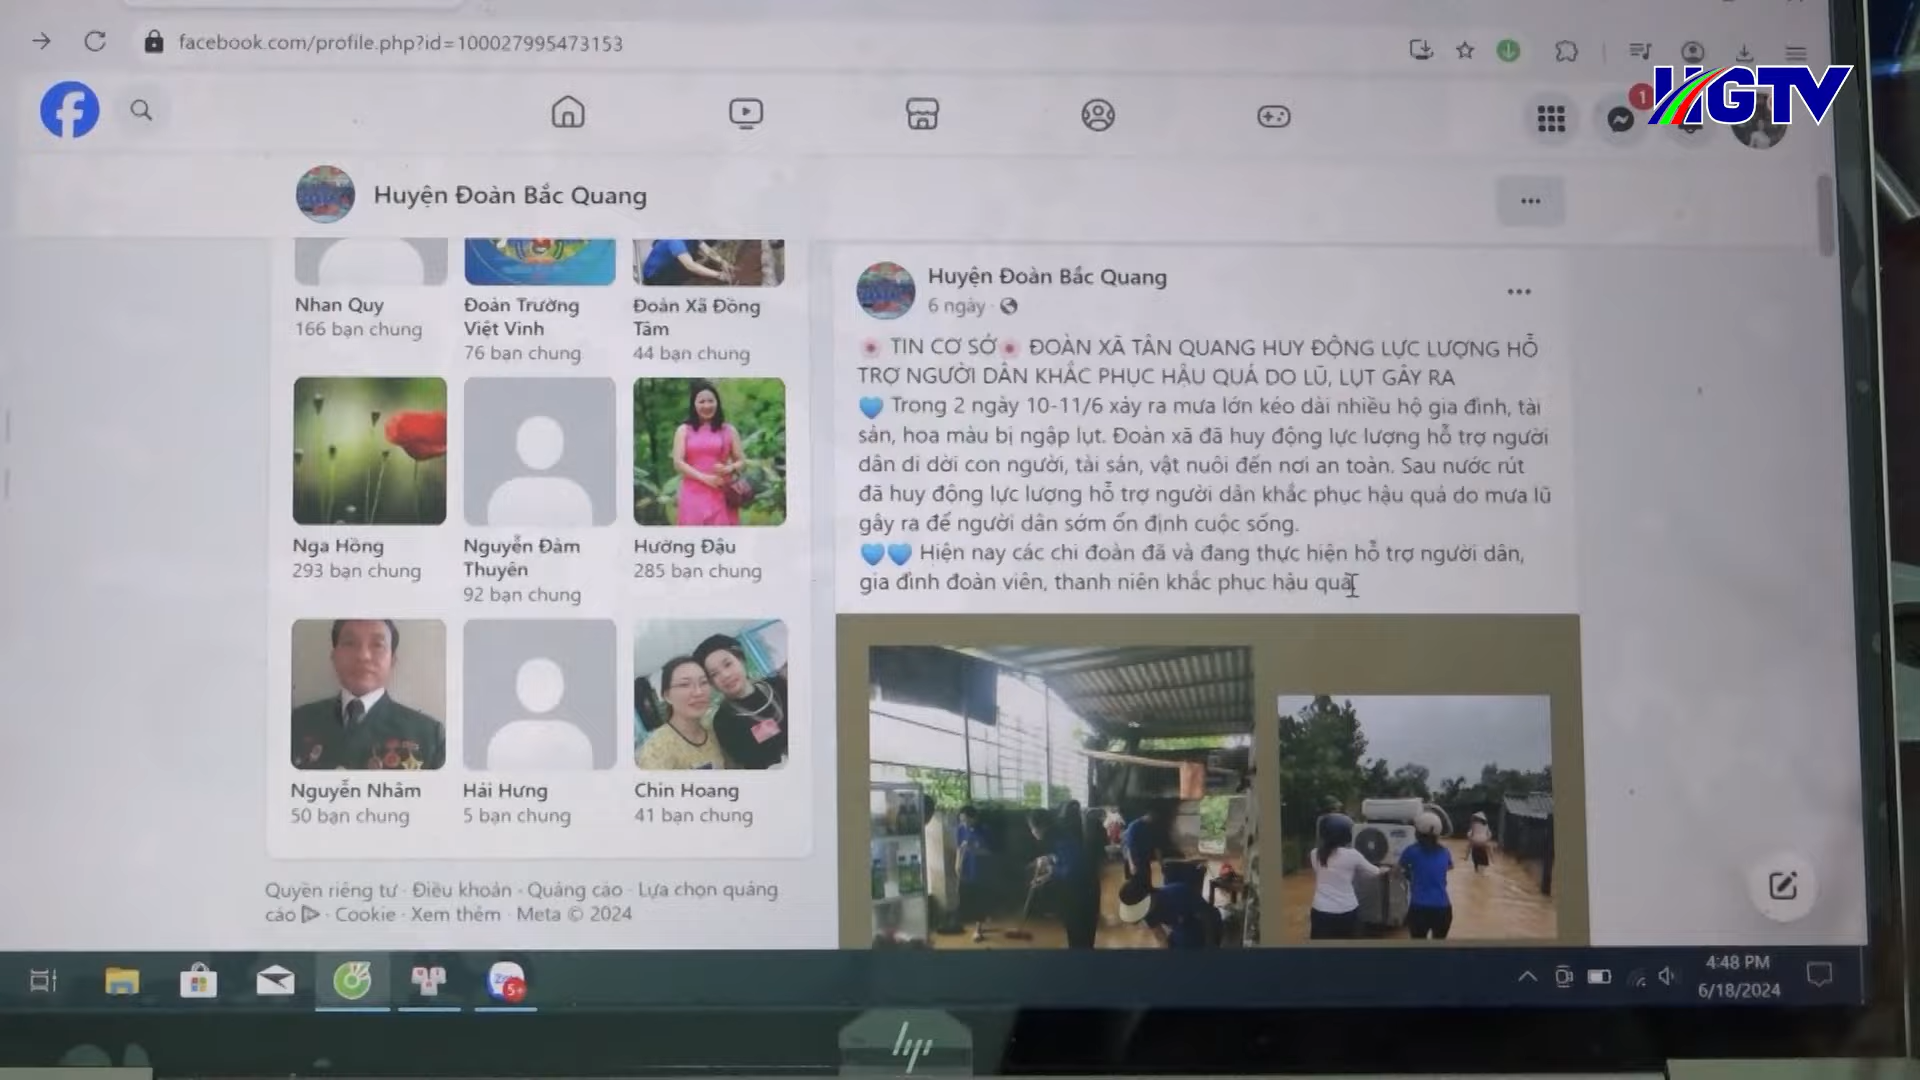 facebook.com/profile.php?id=100027995473153
HGTV
1
Huyện Đoàn Bắc Quang
Nhan Quy
166 bạn chung
Đoàn Trường
Việt Vinh
76 bạn chung
Đoàn Xã Đồng
Tâm
44 bạn chung
Nga Hồng
293 bạn chung
Nguyễn Đàm
Thuyên
92 bạn chung
Hướng Đậu
285 bạn chung
Nguyễn Nhâm
50 bạn chung
Hải Hưng
5 bạn chung
Chin Hoang
41 bạn chung
Quyền riêng tư · Điều khoản · Quảng cáo · Lựa chọn quảng
cáo · Cookie · Xem thêm · Meta © 2024
Huyện Đoàn Bắc Quang
6 ngày ·
🌸 TIN CƠ SỞ🌸 ĐOÀN XÃ TÂN QUANG HUY ĐỘNG LỰC LƯỢNG HỖ
TRỢ NGƯỜI DÂN KHẮC PHỤC HẬU QUẢ DO LŨ, LỤT GÂY RA
💙 Trong 2 ngày 10-11/6 xảy ra mưa lớn kéo dài nhiều hộ gia đình, tài
sản, hoa màu bị ngập lụt. Đoàn xã đã huy động lực lượng hỗ trợ người
dân di dời con người, tài sản, vật nuôi đến nơi an toàn. Sau nước rút
đã huy động lực lượng hỗ trợ người dân khắc phục hậu quả do mưa lũ
gây ra để người dân sớm ổn định cuộc sống.
💙💙 Hiện nay các chi đoàn đã và đang thực hiện hỗ trợ người dân,
gia đình đoàn viên, thanh niên khắc phục hậu quả
Zalo
5+
4:48 PM
6/18/2024
hp